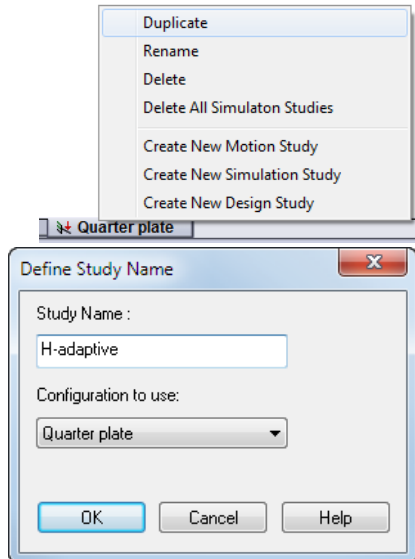 Duplicate
Rename
Delete
Delete All Simulaton Studies
Create New Motion Study
Create New Simulation Study
Create New Design Study
Quarter plate
Define Study Name
Study Name :
H-adaptive
Configuration to use:
Quarter plate
OK Cancel Help